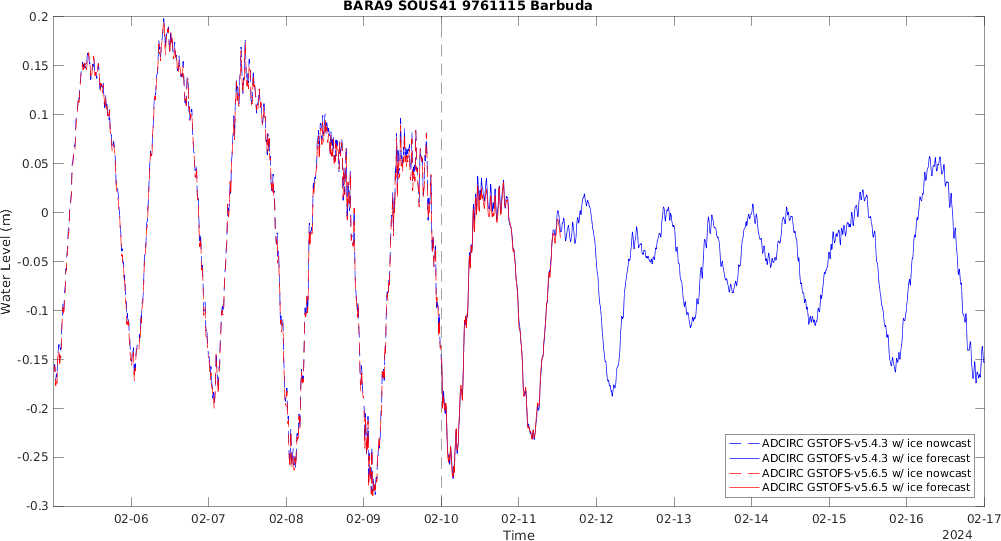 BARA9 SOUS41 9761115 Barbuda
0.2
0.15
0.1
0.05
0
-0.05
-0.1
-0.15
-0.2
-0.25
-0.3
Water Level (m)
02-06 02-07 02-08 02-09 02-10 02-11 02-12 02-13 02-14 02-15 02-16 02-17
Time
2024
ADCIRC GSTOFS-v5.4.3 w/ ice nowcast
ADCIRC GSTOFS-v5.4.3 w/ ice forecast
ADCIRC GSTOFS-v5.6.5 w/ ice nowcast
ADCIRC GSTOFS-v5.6.5 w/ ice forecast